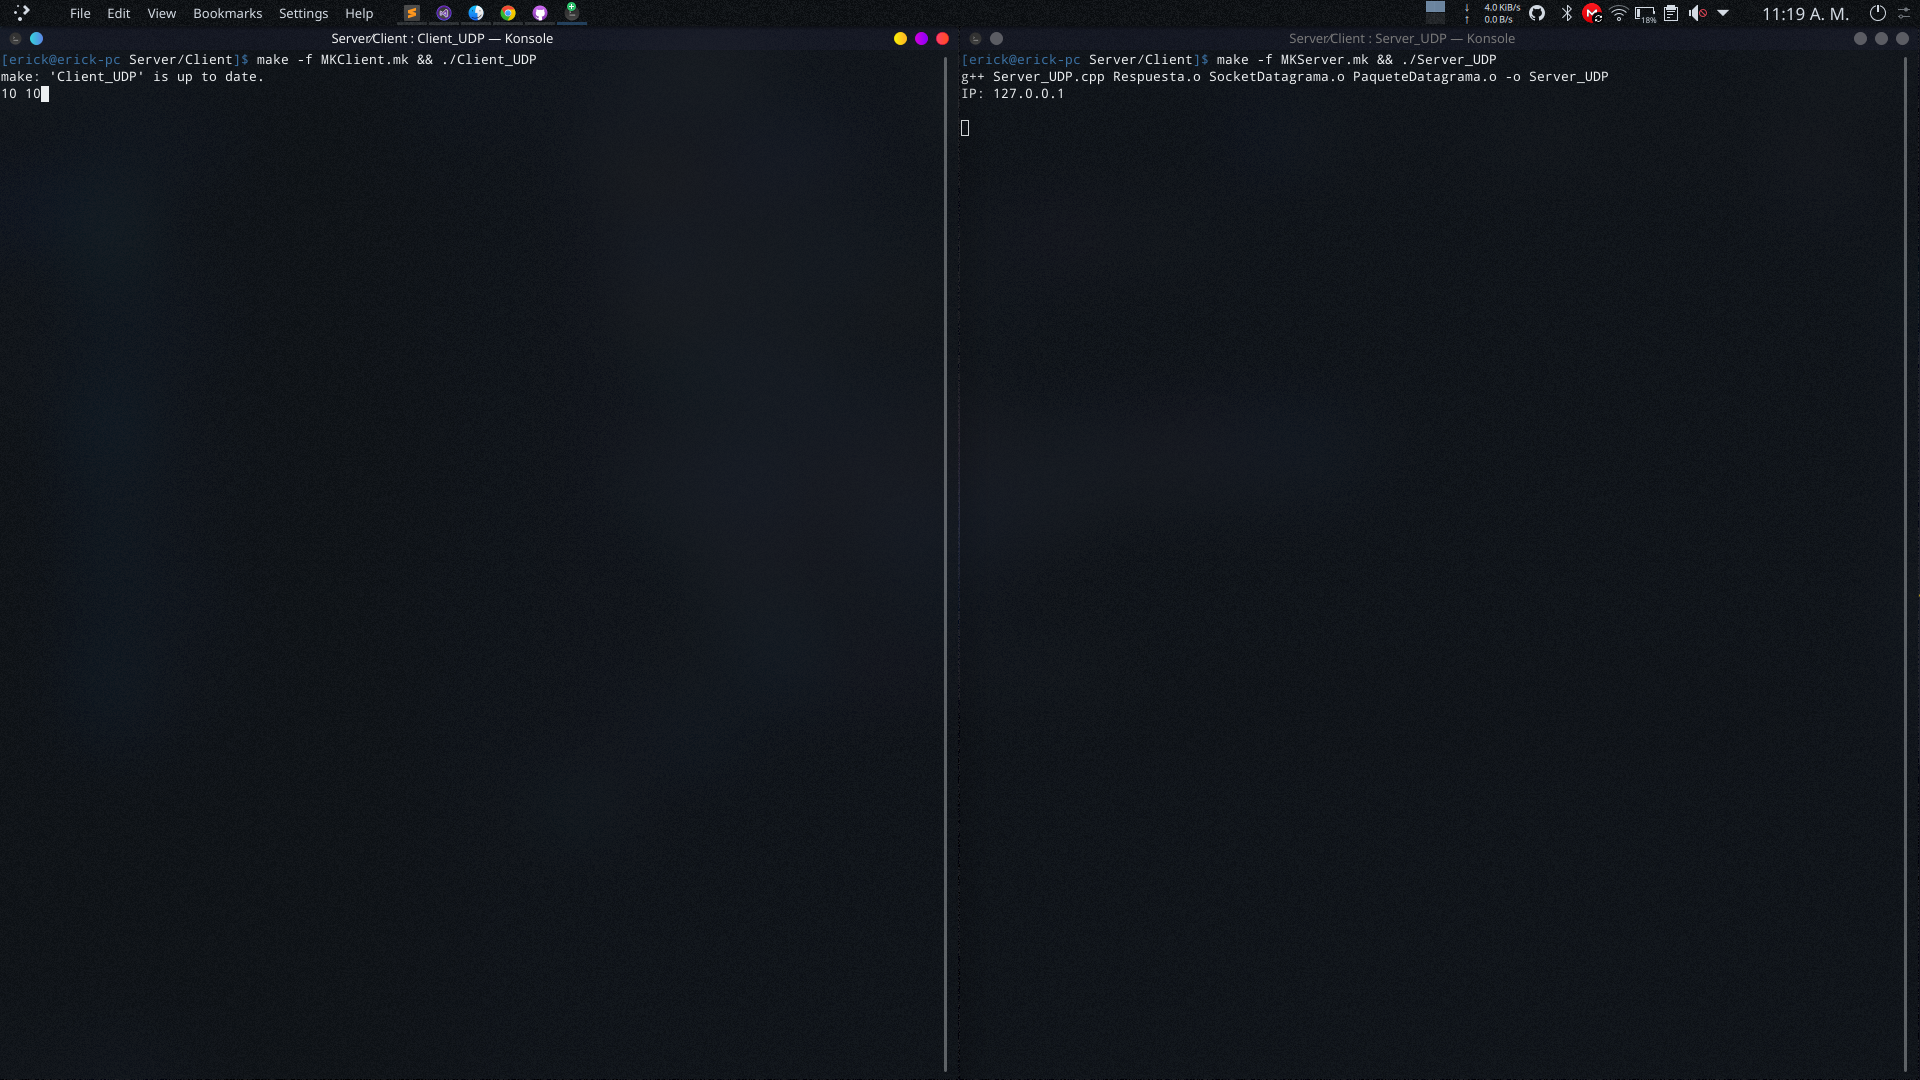 File Edit View Bookmarks Settings Help
4.0 KiB/s
0.0 B/s
18%
11:19 A. M.
Server/Client : Client_UDP — Konsole
[erick@erick-pc Server/Client]$ make -f MKClient.mk && ./Client_UDP
make: 'Client_UDP' is up to date.
10 10
Server/Client : Server_UDP — Konsole
[erick@erick-pc Server/Client]$ make -f MKServer.mk && ./Server_UDP
g++ Server_UDP.cpp Respuesta.o SocketDatagrama.o PaqueteDatagrama.o -o Server_UDP
IP: 127.0.0.1